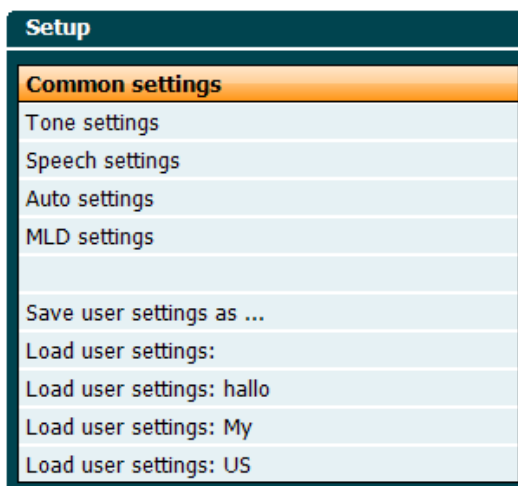 Setup
Common settings
Tone settings
Speech settings
Auto settings
MLD settings
Save user settings as ...
Load user settings:
Load user settings: hallo
Load user settings: My
Load user settings: US